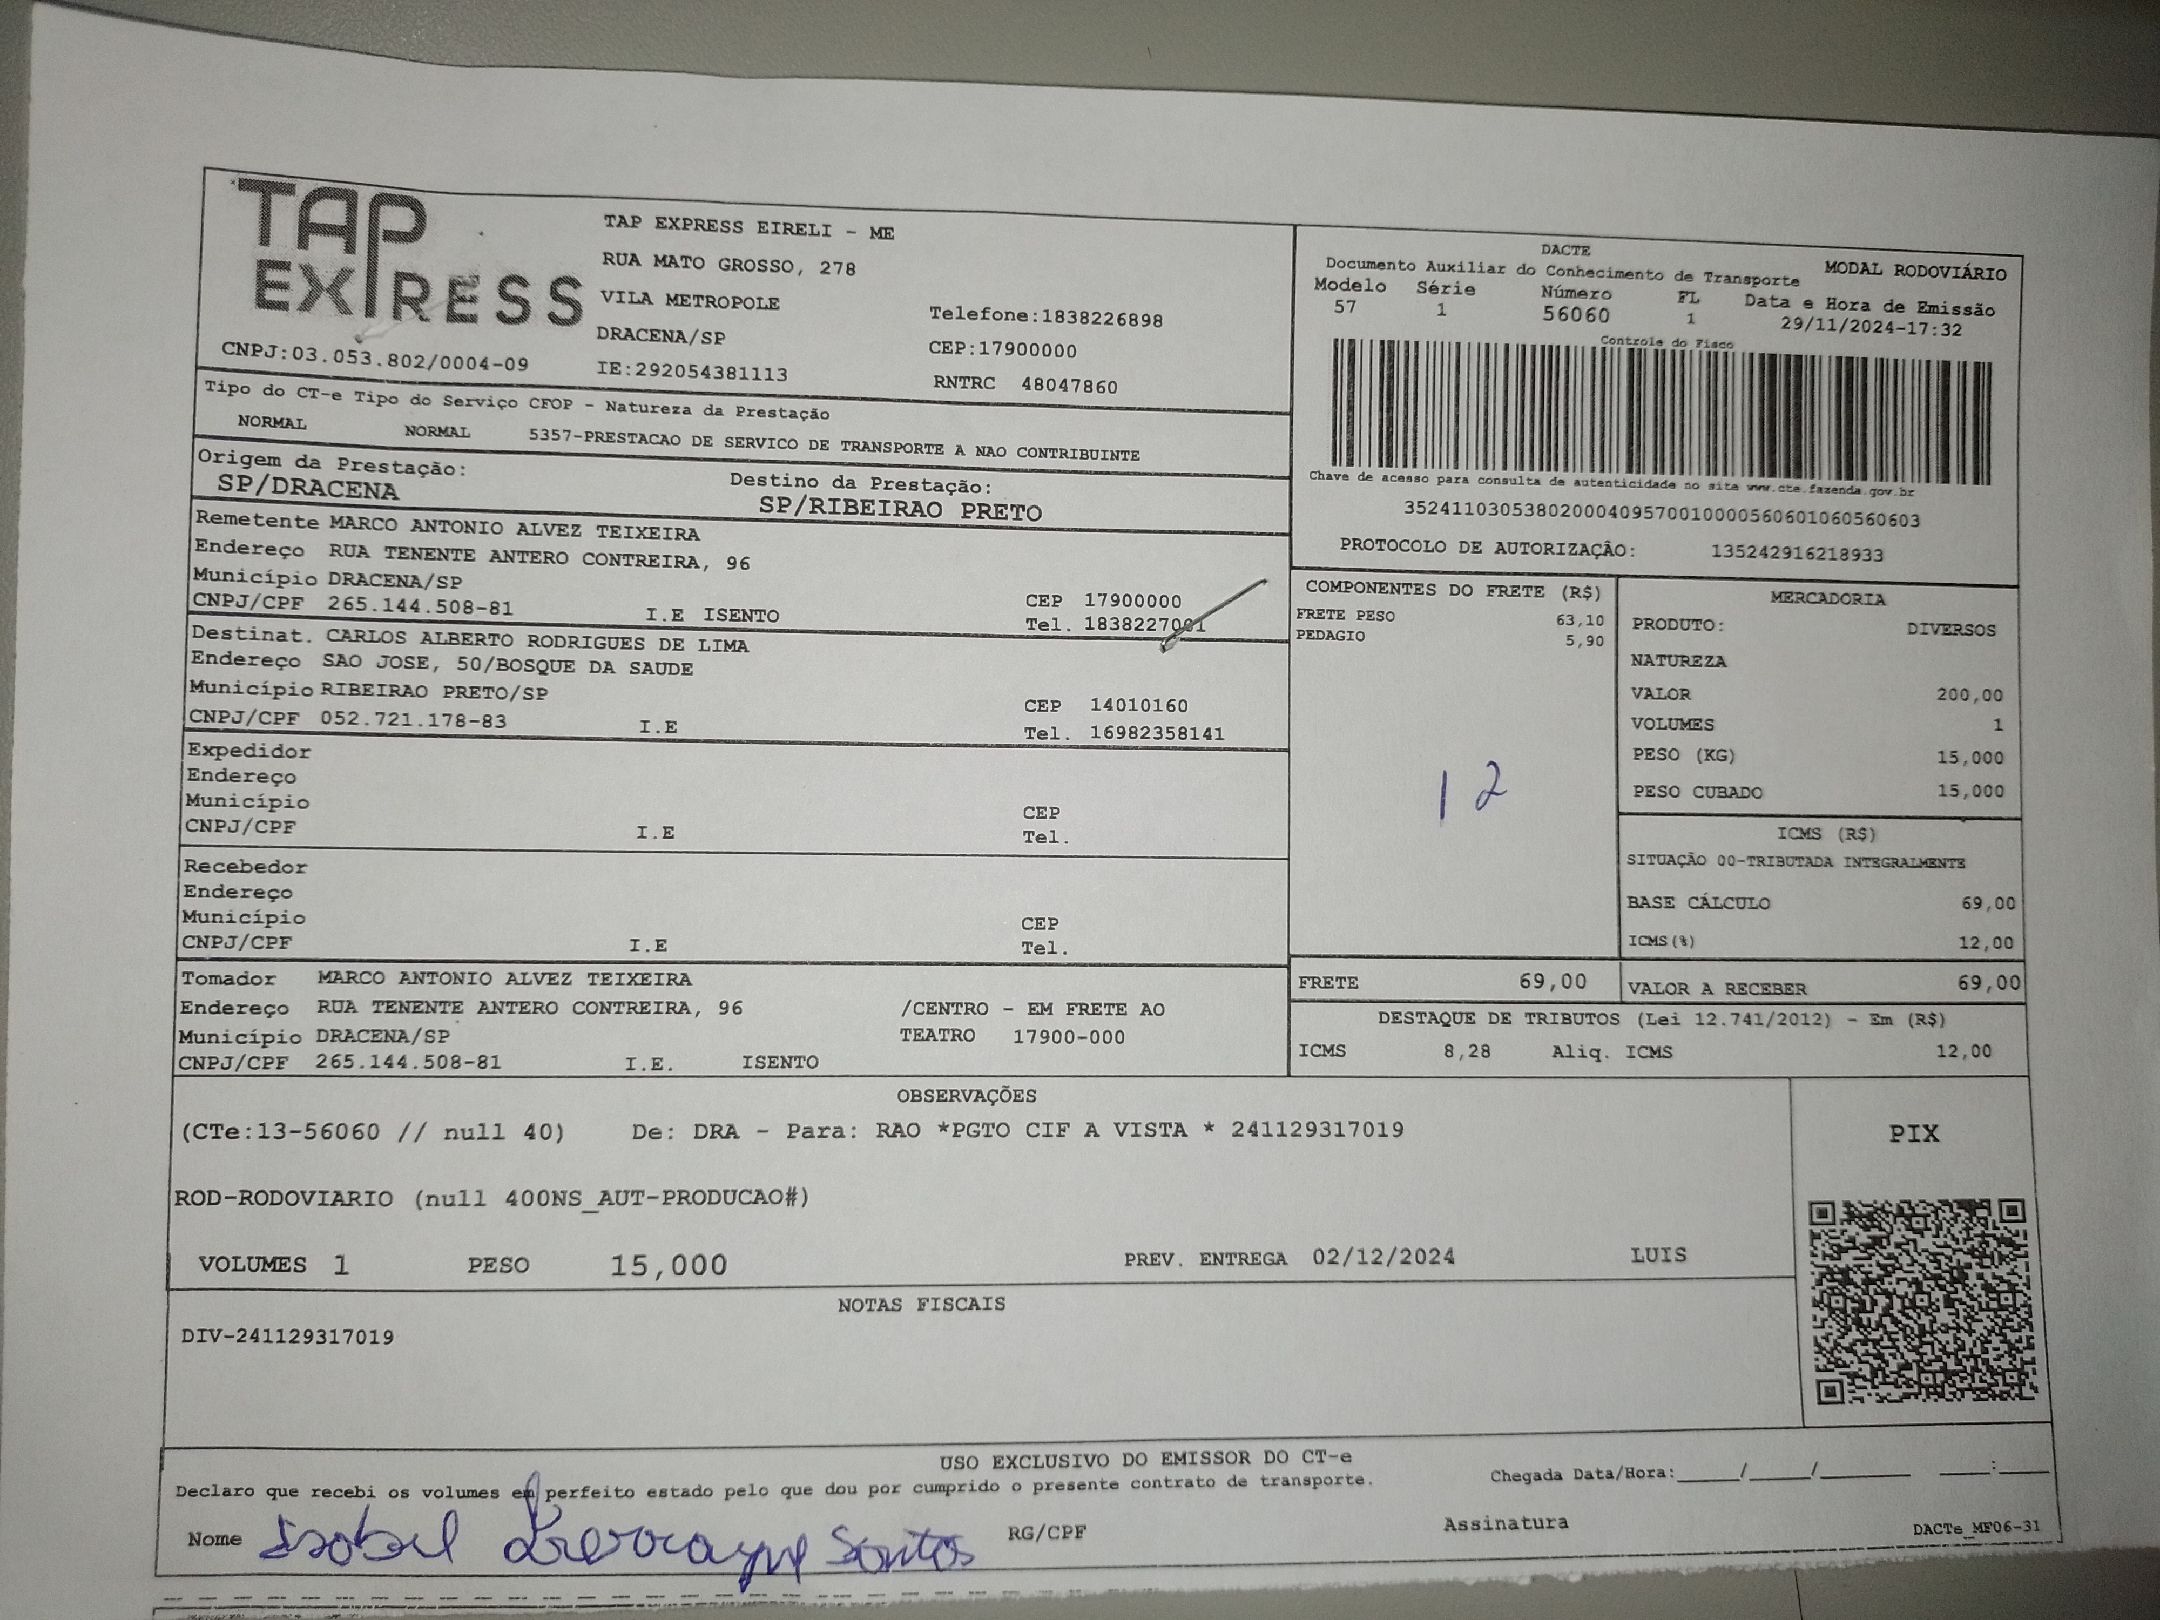 TAP
EXPRESS
CNPJ:03.053.802/0004-09
TAP EXPRESS EIRELI - ME
RUA MATO GROSSO, 278
VILA METROPOLE
DRACENA/SP
IE:292054381113
Telefone:1838226898
CEP:17900000
RNTRC 48047860
DACTE
Documento Auxiliar do Conhecimento de Transporte MODAL RODOVIÁRIO
Modelo Série Número FL Data e Hora de Emissão
57 1 56060 1 29/11/2024-17:32
Controle do Fisco
Chave de acesso para consulta de autenticidade no site www.cte.fazenda.gov.br
35241103053802000409570010000560601060560603
PROTOCOLO DE AUTORIZAÇÃO: 135242916218933
Tipo do CT-e Tipo do Serviço CFOP - Natureza da Prestação
NORMAL NORMAL 5357-PRESTACAO DE SERVICO DE TRANSPORTE A NAO CONTRIBUINTE
Origem da Prestação: Destino da Prestação:
SP/DRACENA SP/RIBEIRAO PRETO
Remetente MARCO ANTONIO ALVEZ TEIXEIRA
Endereço RUA TENENTE ANTERO CONTREIRA, 96
Município DRACENA/SP CEP 17900000
CNPJ/CPF 265.144.508-81 I.E ISENTO Tel. 1838227001
Destinat. CARLOS ALBERTO RODRIGUES DE LIMA
Endereço SAO JOSE, 50/BOSQUE DA SAUDE
Município RIBEIRAO PRETO/SP CEP 14010160
CNPJ/CPF 052.721.178-83 I.E Tel. 16982358141
Expedidor
Endereço
Município CEP
CNPJ/CPF I.E Tel.
Recebedor
Endereço
Município CEP
CNPJ/CPF I.E Tel.
Tomador MARCO ANTONIO ALVEZ TEIXEIRA
Endereço RUA TENENTE ANTERO CONTREIRA, 96 /CENTRO - EM FRETE AO
Município DRACENA/SP TEATRO 17900-000
CNPJ/CPF 265.144.508-81 I.E. ISENTO
COMPONENTES DO FRETE (R$)
FRETE PESO 63,10
PEDAGIO 5,90
12
FRETE 69,00
MERCADORIA
PRODUTO: DIVERSOS
NATUREZA
VALOR 200,00
VOLUMES 1
PESO (KG) 15,000
PESO CUBADO 15,000
ICMS (R$)
SITUAÇÃO 00-TRIBUTADA INTEGRALMENTE
BASE CÁLCULO 69,00
ICMS(%) 12,00
VALOR A RECEBER 69,00
DESTAQUE DE TRIBUTOS (Lei 12.741/2012) - Em (R$)
ICMS 8,28 Aliq. ICMS 12,00
OBSERVAÇÕES
(CTe:13-56060 // null 40) De: DRA - Para: RAO *PGTO CIF A VISTA * 241129317019
ROD-RODOVIARIO (null 400NS_AUT-PRODUCAO#)
VOLUMES 1 PESO 15,000 PREV. ENTREGA 02/12/2024 LUIS
PIX
NOTAS FISCAIS
DIV-241129317019
USO EXCLUSIVO DO EMISSOR DO CT-e
Declaro que recebi os volumes em perfeito estado pelo que dou por cumprido o presente contrato de transporte. Chegada Data/Hora:_____/_____/_______ ____:____
Nome Isabel Santos RG/CPF Assinatura DACTe_MF06-31